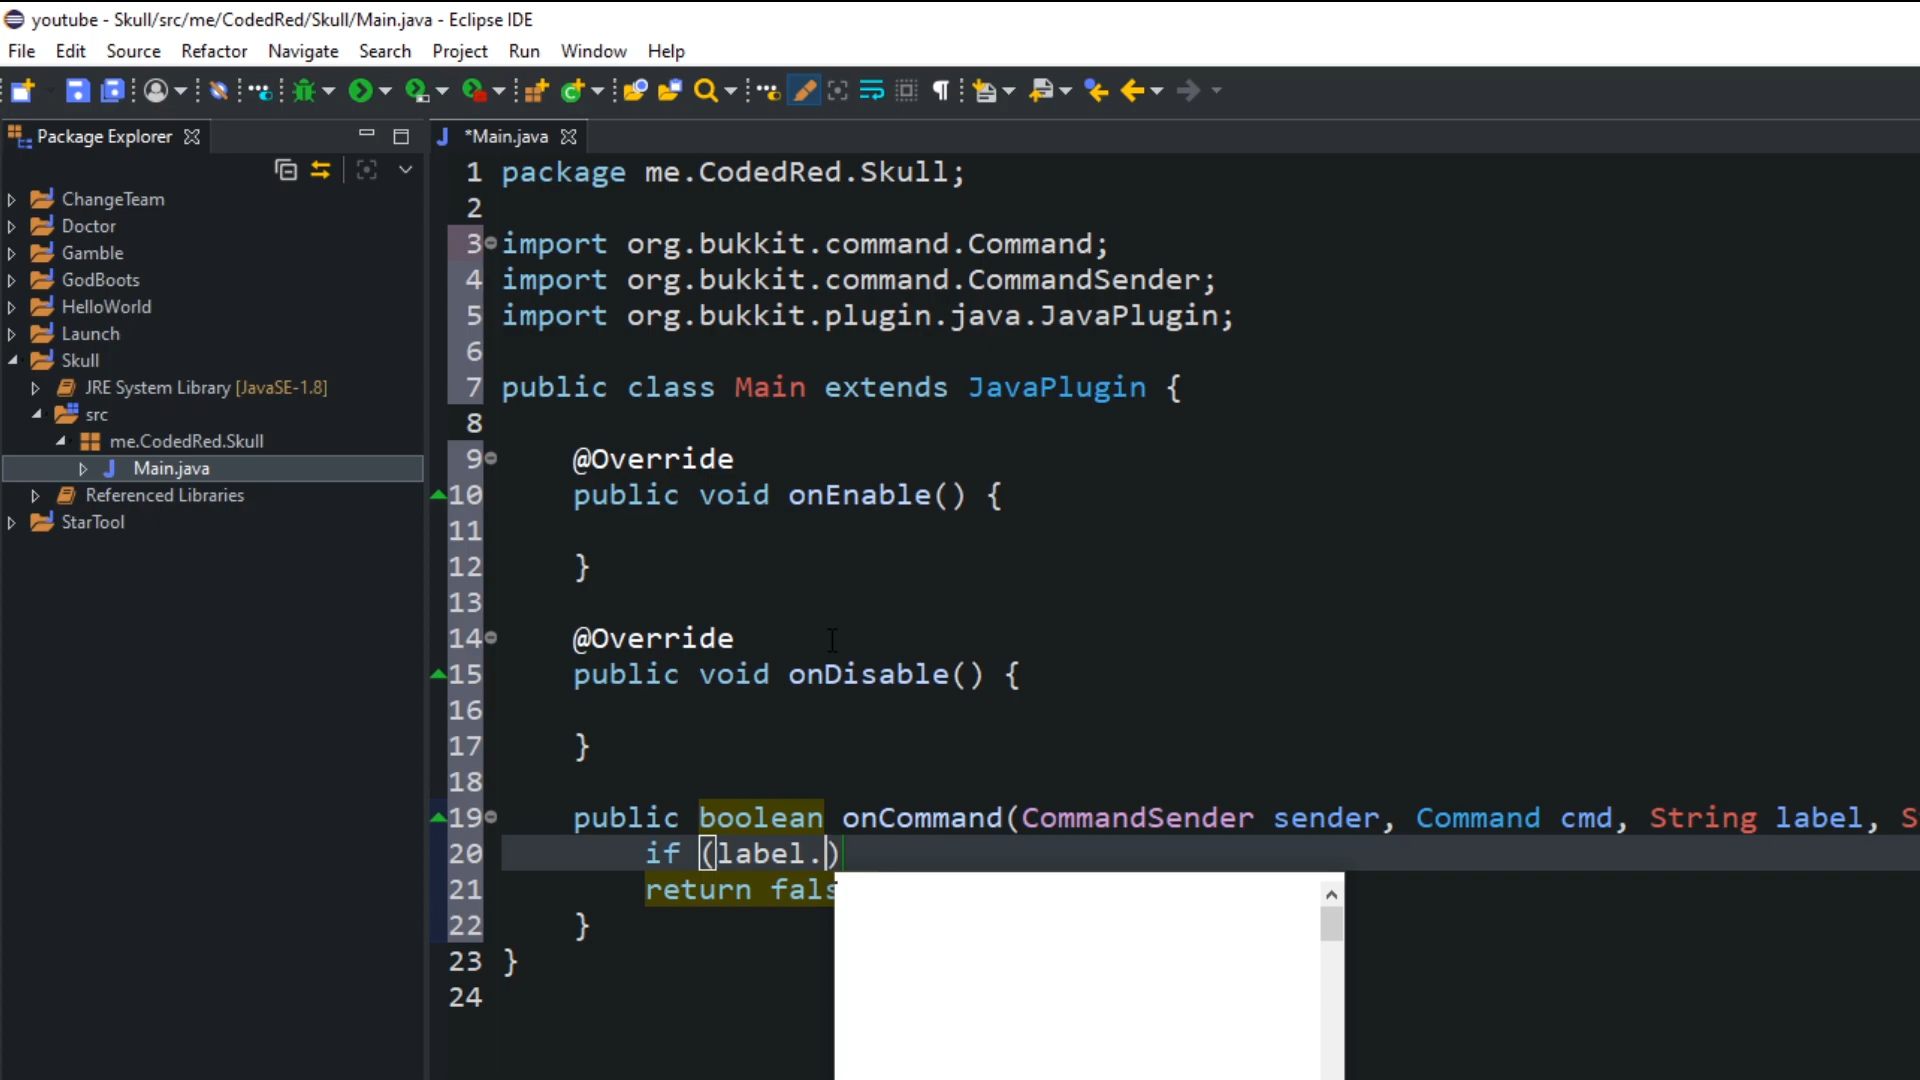 youtube - Skull/src/me/CodedRed/Skull/Main.java - Eclipse IDE
File Edit Source Refactor Navigate Search Project Run Window Help
Package Explorer
*Main.java
ChangeTeam
Doctor
Gamble
GodBoots
HelloWorld
Launch
Skull
JRE System Library [JavaSE-1.8]
src
me.CodedRed.Skull
Main.java
Referenced Libraries
StarTool
1 package me.CodedRed.Skull;
2
3 import org.bukkit.command.Command;
4 import org.bukkit.command.CommandSender;
5 import org.bukkit.plugin.java.JavaPlugin;
6
7 public class Main extends JavaPlugin {
8
9 @Override
10 public void onEnable() {
11
12 }
13
14 @Override
15 public void onDisable() {
16
17 }
18
19 public boolean onCommand(CommandSender sender, Command cmd, String label, S
20 if (label.)
21 return fals
22 }
23 }
24